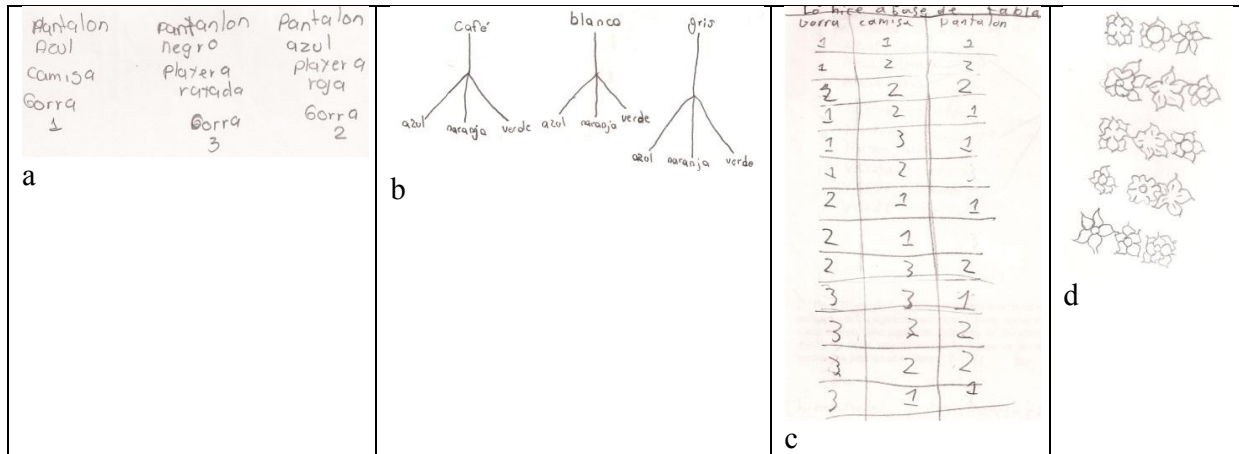 Pantalon
Azul
Camisa
Gorra
1
pantanlon
negro
playera
rayada
Gorra
3
Pantalon
azul
playera
roja
Gorra
2
a
Café
azul naranja verde
blanco
azul naranja verde
gris
azul naranja verde
b
Lo hice a base de tabla
Gorra camisa pantalon
1 1 1
1 2 2
2 2 2
1 2 1
1 3 1
1 2
2 1 1
2 1
2 3 2
3 3 1
3 3 2
3 2 2
3 1 1
c
d